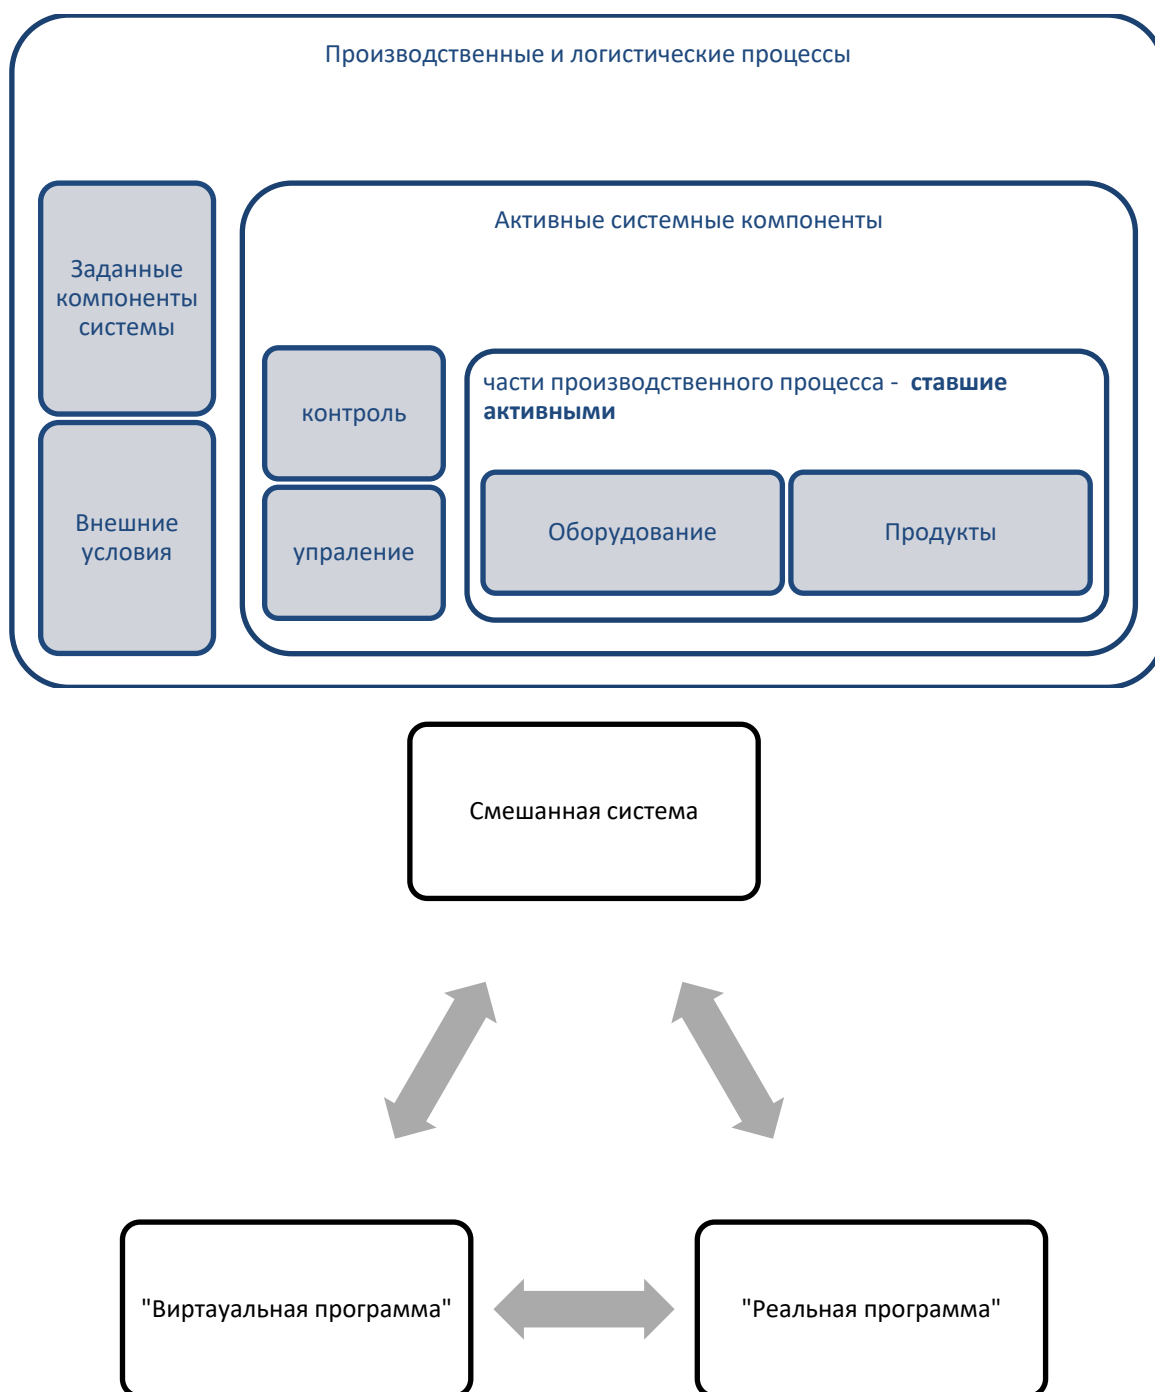 Производственные и логистические процессы
Заданные
компоненты
системы
Внешние
условия
Активные системные компоненты
контроль
упраление
части производственного процесса - ставшие
активными
Оборудование
Продукты
Смешанная система
"Виртауальная программа"
"Реальная программа"